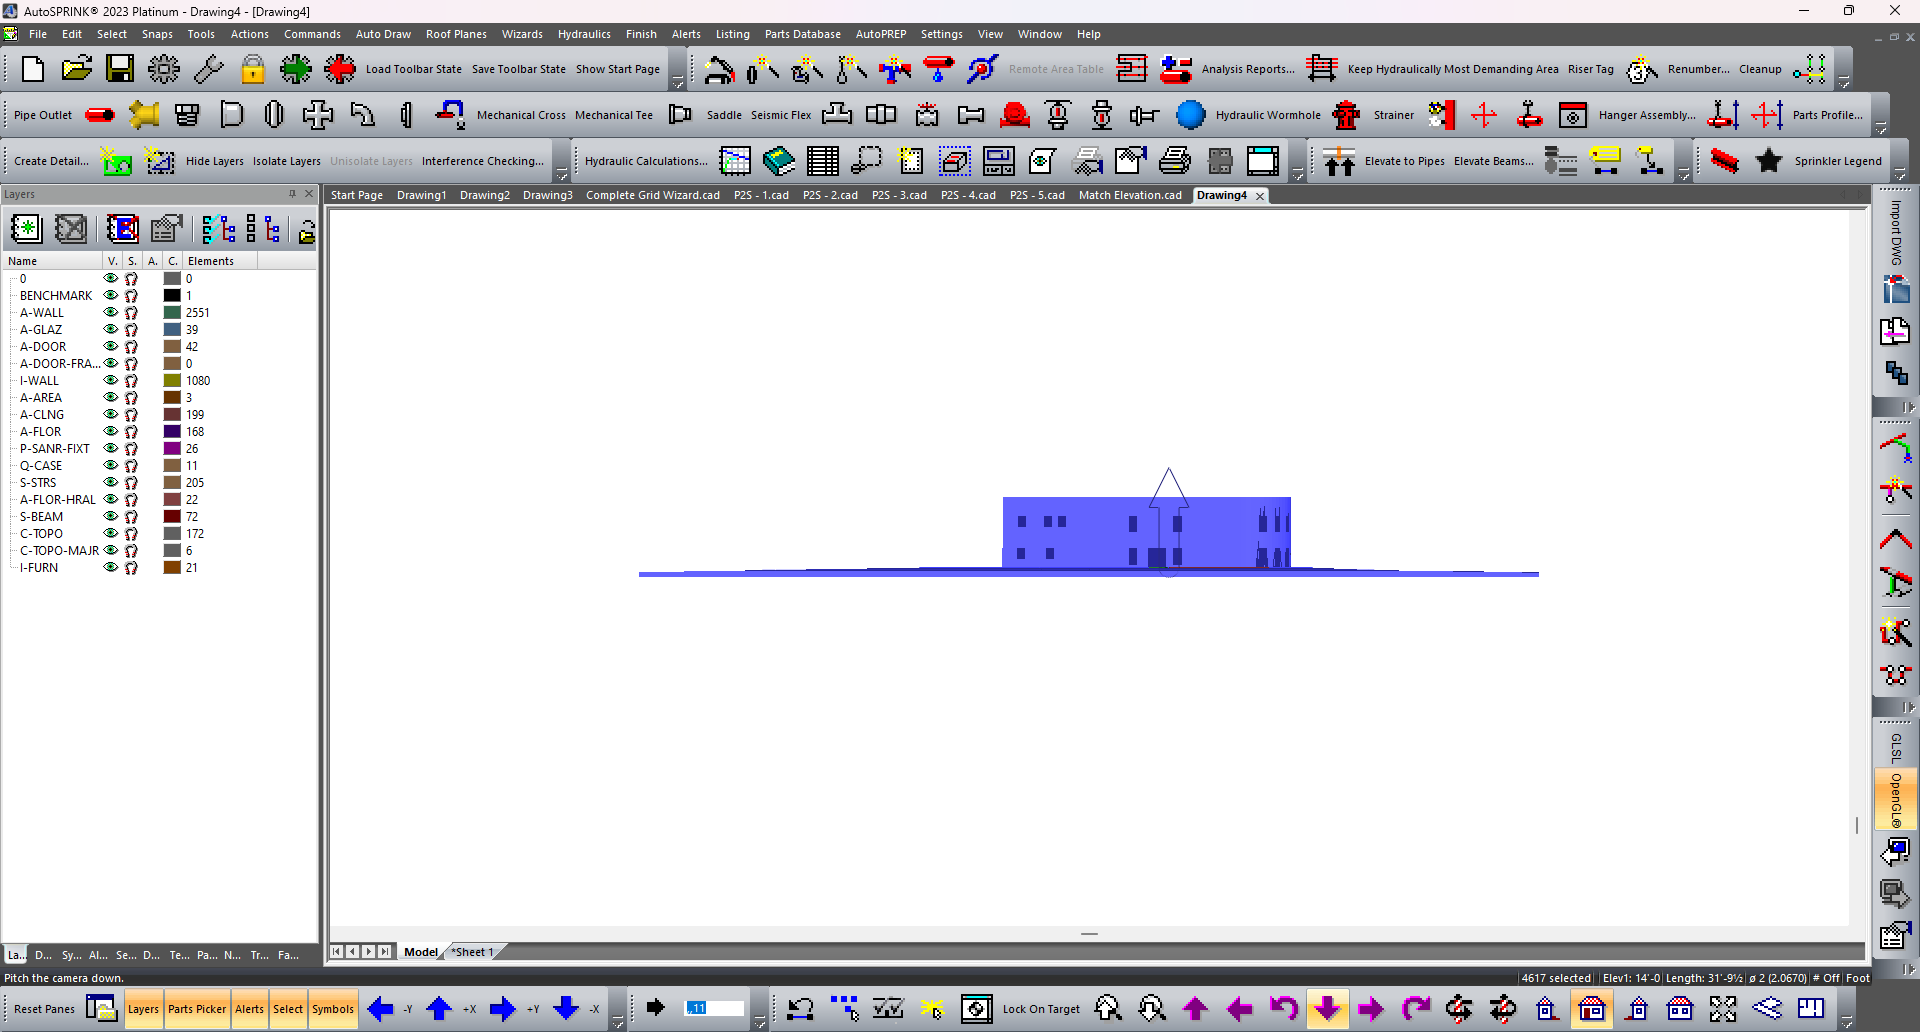 AutoSPRINK® 2023 Platinum - Drawing4 - [Drawing4]
File Edit Select Snaps Tools Actions Commands Auto Draw Roof Planes Wizards Hydraulics Finish Alerts Listing Parts Database AutoPREP Settings View Window Help
Load Toolbar State Save Toolbar State Show Start Page Remote Area Table Analysis Reports... Keep Hydraulically Most Demanding Area Riser Tag Renumber... Cleanup
Pipe Outlet Mechanical Cross Mechanical Tee Saddle Seismic Flex Hydraulic Wormhole Strainer Hanger Assembly... Parts Profile...
Create Detail... Hide Layers Isolate Layers Unisolate Layers Interference Checking... Hydraulic Calculations... Elevate to Pipes Elevate Beams... Sprinkler Legend
Layers
Start Page Drawing1 Drawing2 Drawing3 Complete Grid Wizard.cad P2S - 1.cad P2S - 2.cad P2S - 3.cad P2S - 4.cad P2S - 5.cad Match Elevation.cad Drawing4
Import DWG
Name V. S. A. C. Elements
0 0
BENCHMARK 1
A-WALL 2551
A-GLAZ 39
A-DOOR 42
A-DOOR-FRA... 0
I-WALL 1080
A-AREA 3
A-CLNG 199
A-FLOR 168
P-SANR-FIXT 26
Q-CASE 11
S-STRS 205
A-FLOR-HRAL 22
S-BEAM 72
C-TOPO 172
C-TOPO-MAJR 6
I-FURN 21
GLSL
OpenGL®
La... D... Sy... Al... Se... D... Te... Pa... N... Tr... Fa...
Model *Sheet 1
Pitch the camera down.
4617 selected Elev1: 14'-0 Length: 31'-9½ ø 2 (2.0670) # Off Foot
Reset Panes Layers Parts Picker Alerts Select Symbols -Y +X +Y -X ,,11 Lock On Target